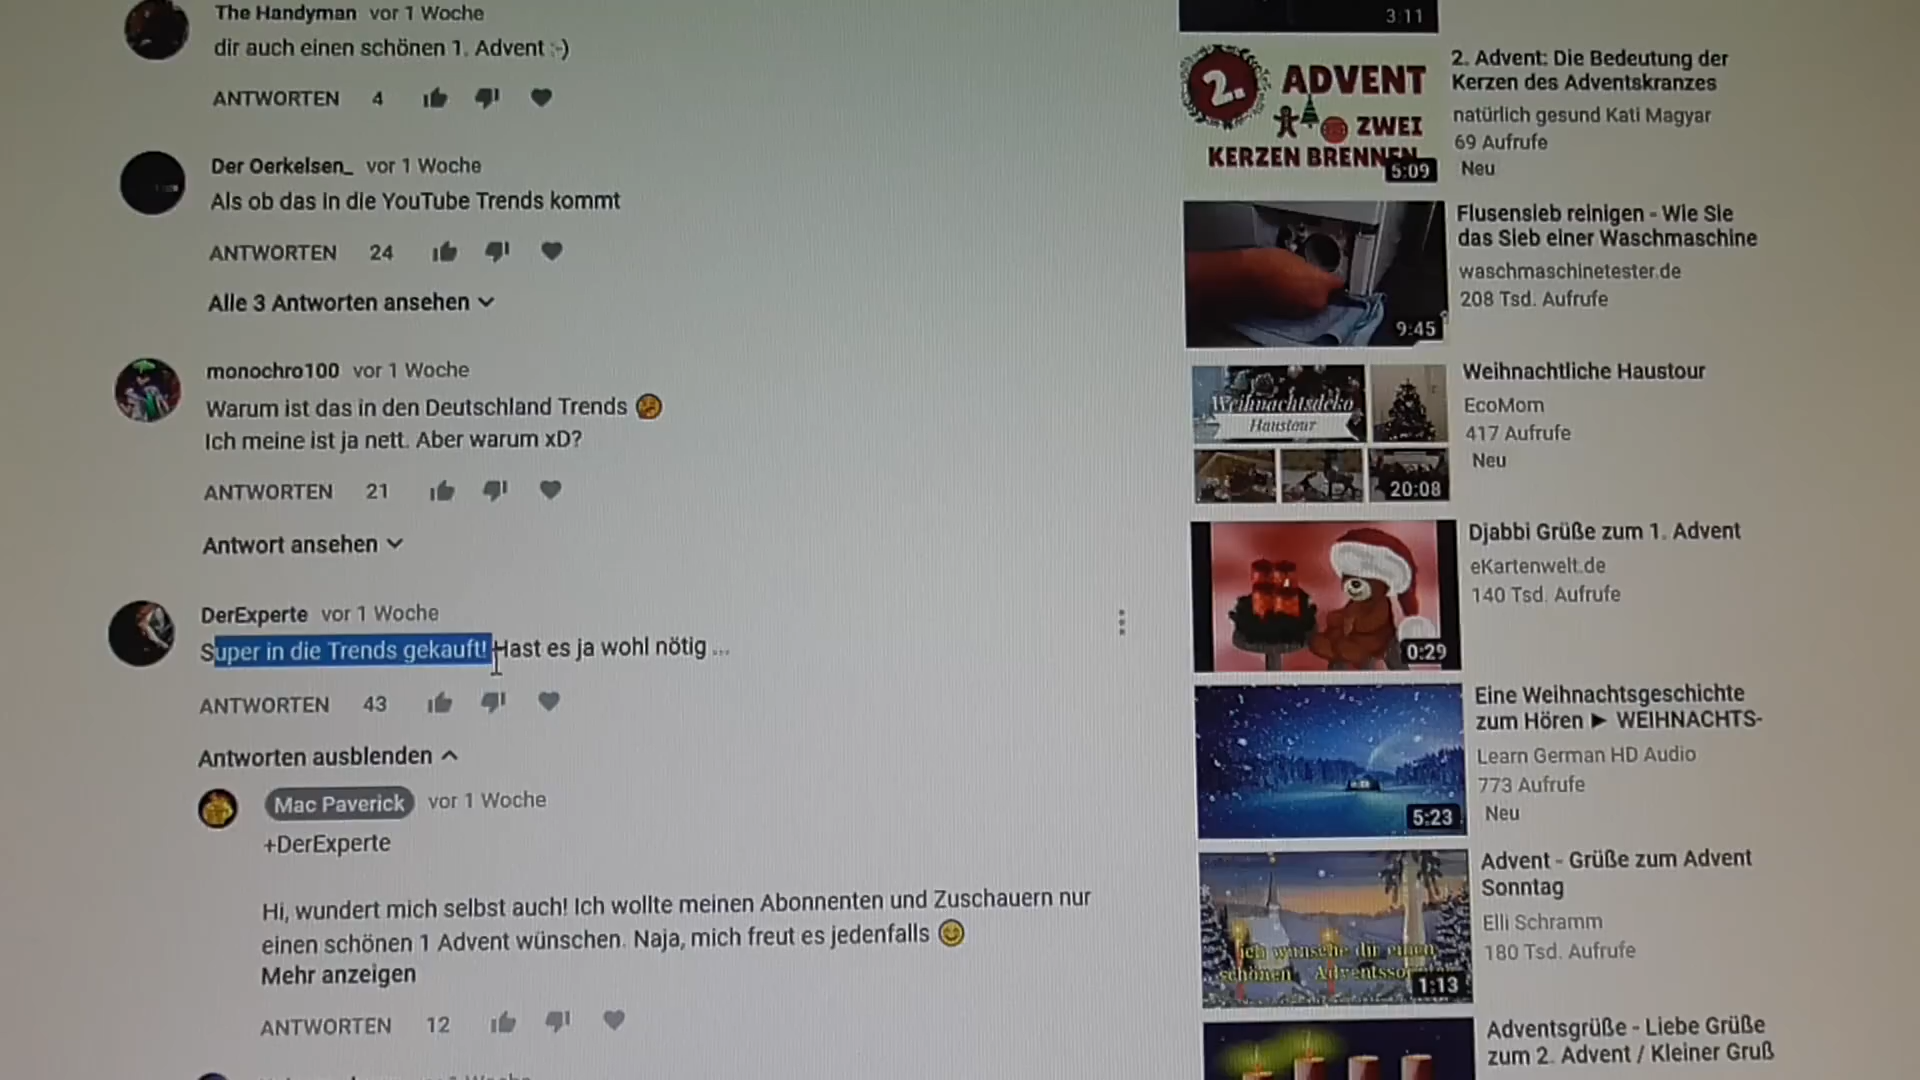 The Handyman vor 1 Woche
dir auch einen schönen 1. Advent :-)
ANTWORTEN 4
Der Oerkelsen_ vor 1 Woche
Als ob das in die YouTube Trends kommt
ANTWORTEN 24
Alle 3 Antworten ansehen
monochro100 vor 1 Woche
Warum ist das in den Deutschland Trends 🤔
Ich meine ist ja nett. Aber warum xD?
ANTWORTEN 21
Antwort ansehen
DerExperte vor 1 Woche
Super in die Trends gekauft! Hast es ja wohl nötig ...
ANTWORTEN 43
Antworten ausblenden
Mac Paverick vor 1 Woche
+DerExperte
Hi, wundert mich selbst auch! Ich wollte meinen Abonnenten und Zuschauern nur
einen schönen 1 Advent wünschen. Naja, mich freut es jedenfalls 😊
Mehr anzeigen
ANTWORTEN 12
3:11
2. ADVENT
ZWEI
KERZEN BRENNEN
5:09
2. Advent: Die Bedeutung der
Kerzen des Adventskranzes
natürlich gesund Kati Magyar
69 Aufrufe
Neu
9:45
Flusensieb reinigen - Wie Sie
das Sieb einer Waschmaschine
waschmaschinetester.de
208 Tsd. Aufrufe
Weihnachtsdeko
Haustour
20:08
Weihnachtliche Haustour
EcoMom
417 Aufrufe
Neu
0:29
Djabbi Grüße zum 1. Advent
eKartenwelt.de
140 Tsd. Aufrufe
5:23
Eine Weihnachtsgeschichte
zum Hören ► WEIHNACHTS-
Learn German HD Audio
773 Aufrufe
Neu
ich wünsche dir einen
schönen Adventsso
1:13
Advent - Grüße zum Advent
Sonntag
Elli Schramm
180 Tsd. Aufrufe
Adventsgrüße - Liebe Grüße
zum 2. Advent / Kleiner Gruß